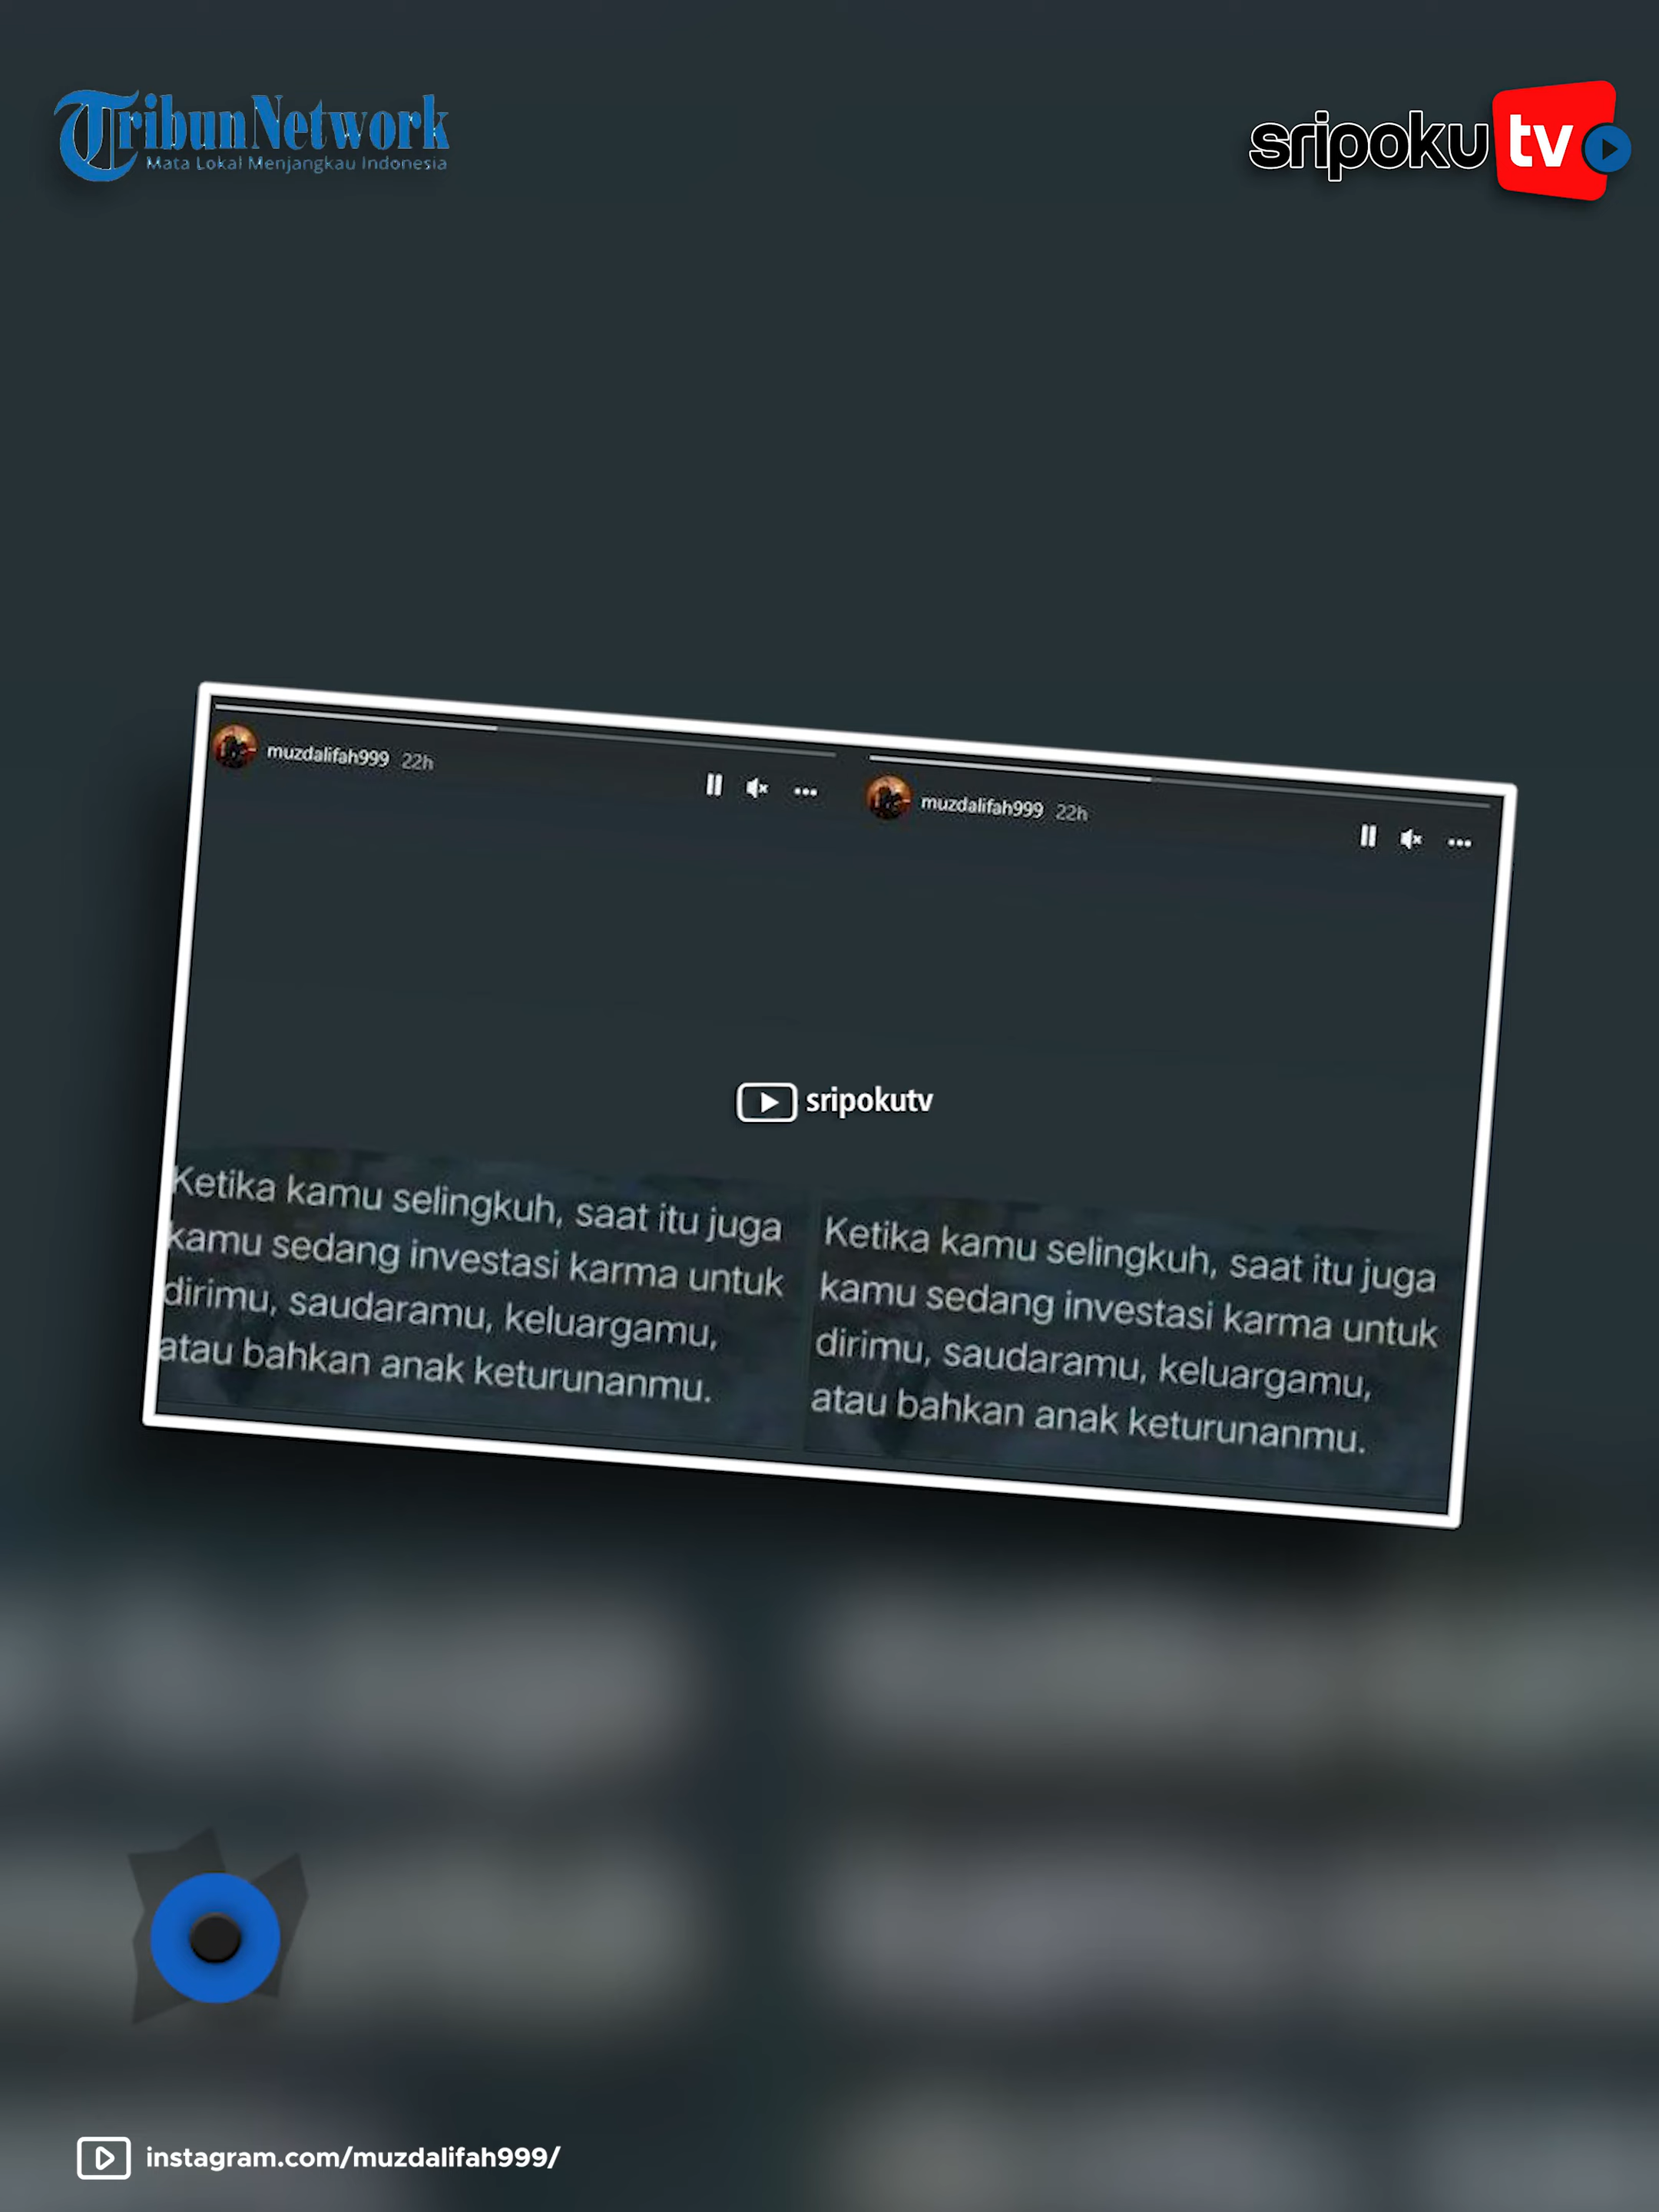 TribunNetwork
Mata Lokal Menjangkau Indonesia
sripoku tv
muzdalifah999 22h
muzdalifah999 22h
sripokutv
Ketika kamu selingkuh, saat itu juga
kamu sedang investasi karma untuk
dirimu, saudaramu, keluargamu,
atau bahkan anak keturunanmu.
Ketika kamu selingkuh, saat itu juga
kamu sedang investasi karma untuk
dirimu, saudaramu, keluargamu,
atau bahkan anak keturunanmu.
instagram.com/muzdalifah999/